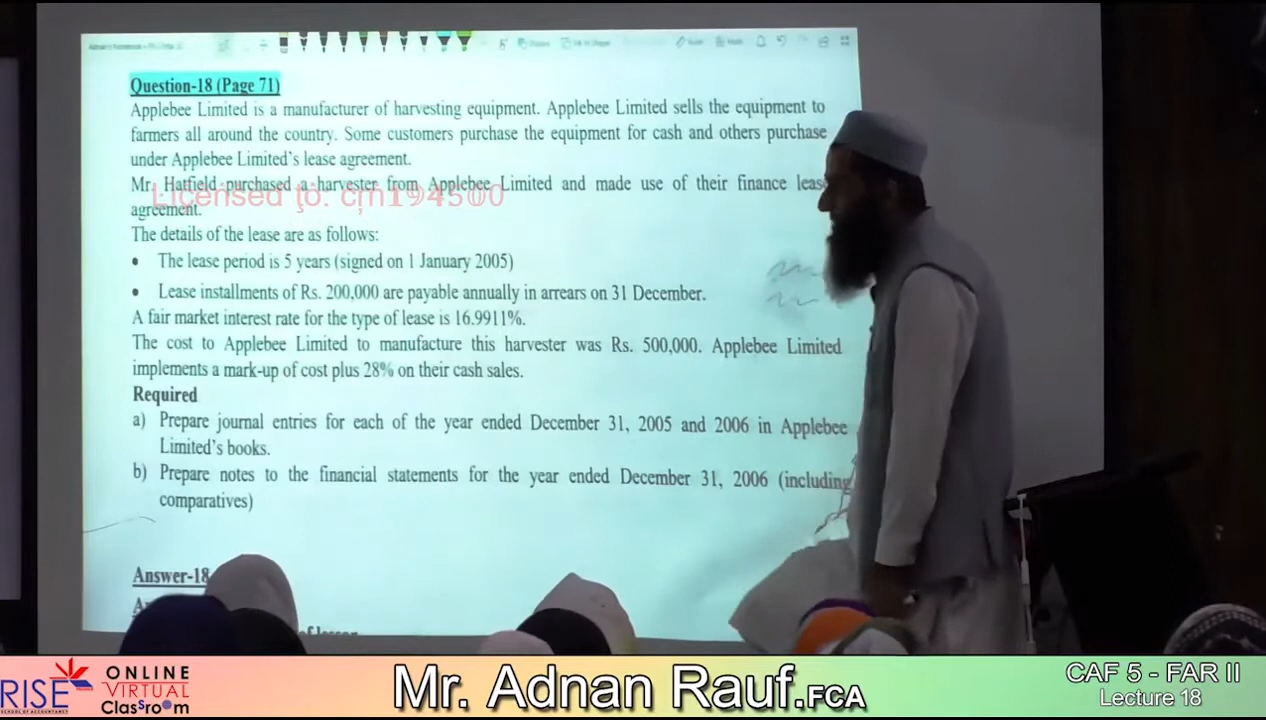 Question-18 (Page 71)
Applebee Limited is a manufacturer of harvesting equipment. Applebee Limited sells the equipment to
farmers all around the country. Some customers purchase the equipment for cash and others purchase
under Applebee Limited's lease agreement.
Mr. Hatfield purchased a harvester from Applebee Limited and made use of their finance leas
agreement.
Licensed to: cm194500
The details of the lease are as follows:
• The lease period is 5 years (signed on 1 January 2005)
• Lease installments of Rs. 200,000 are payable annually in arrears on 31 December.
A fair market interest rate for the type of lease is 16.9911%.
The cost to Applebee Limited to manufacture this harvester was Rs. 500,000. Applebee Limited
implements a mark-up of cost plus 28% on their cash sales.
Required
a) Prepare journal entries for each of the year ended December 31, 2005 and 2006 in Applebee
Limited's books.
b) Prepare notes to the financial statements for the year ended December 31, 2006 (including
comparatives)
Answer-18
of lessor
RISE
ONLINE
VIRTUAL
Classroom
Mr. Adnan Rauf.FCA
CAF 5 - FAR II
Lecture 18